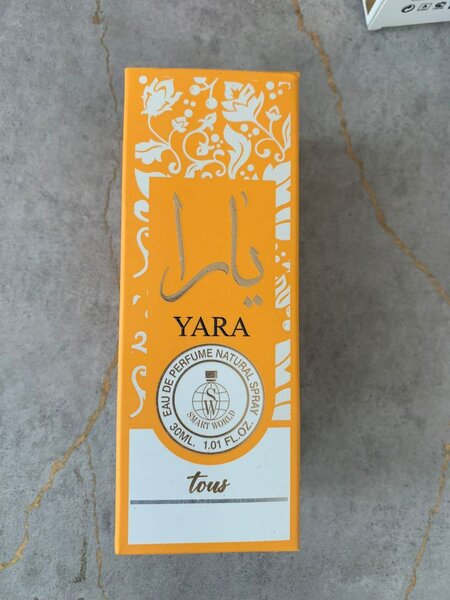 يارا
YARA
EAU DE PERFUME NATURAL SPRAY
SW
SMART WORLD
30ML. 1.01 FL.OZ.
tous